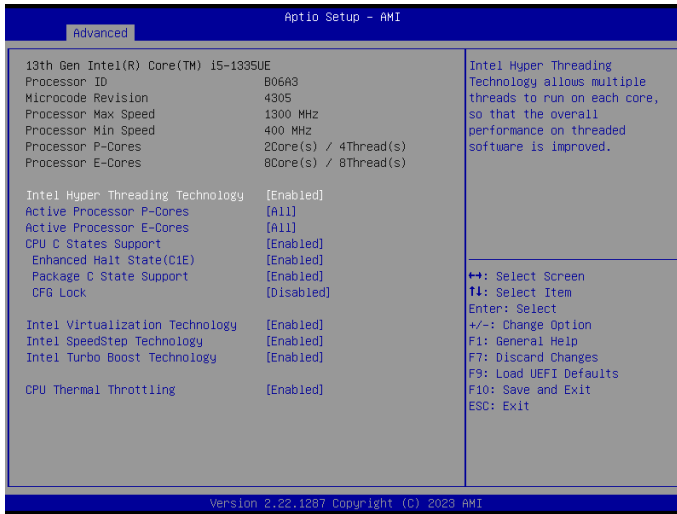 Aptio Setup – AMI
Advanced
13th Gen Intel(R) Core(TM) i5-1335UE
Processor ID B06A3
Microcode Revision 4305
Processor Max Speed 1300 MHz
Processor Min Speed 400 MHz
Processor P-Cores 2Core(s) / 4Thread(s)
Processor E-Cores 8Core(s) / 8Thread(s)
Intel Hyper Threading Technology [Enabled]
Active Processor P-Cores [All]
Active Processor E-Cores [All]
CPU C States Support [Enabled]
Enhanced Halt State(C1E) [Enabled]
Package C State Support [Enabled]
CFG Lock [Disabled]
Intel Virtualization Technology [Enabled]
Intel SpeedStep Technology [Enabled]
Intel Turbo Boost Technology [Enabled]
CPU Thermal Throttling [Enabled]
Intel Hyper Threading
Technology allows multiple
threads to run on each core,
so that the overall
performance on threaded
software is improved.
↔: Select Screen
↑↓: Select Item
Enter: Select
+/-: Change Option
F1: General Help
F7: Discard Changes
F9: Load UEFI Defaults
F10: Save and Exit
ESC: Exit
Version 2.22.1287 Copyright (C) 2023 AMI